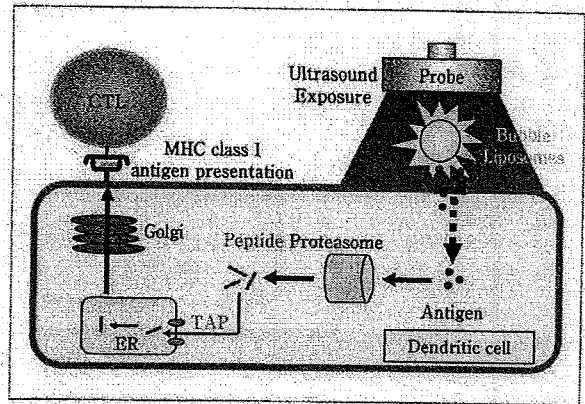 CTL
Ultrasound
Exposure
Probe
Bubble
Liposomes
MHC class I
antigen presentation
Golgi
Peptide Proteasome
TAP
ER
Antigen
Dendritic cell